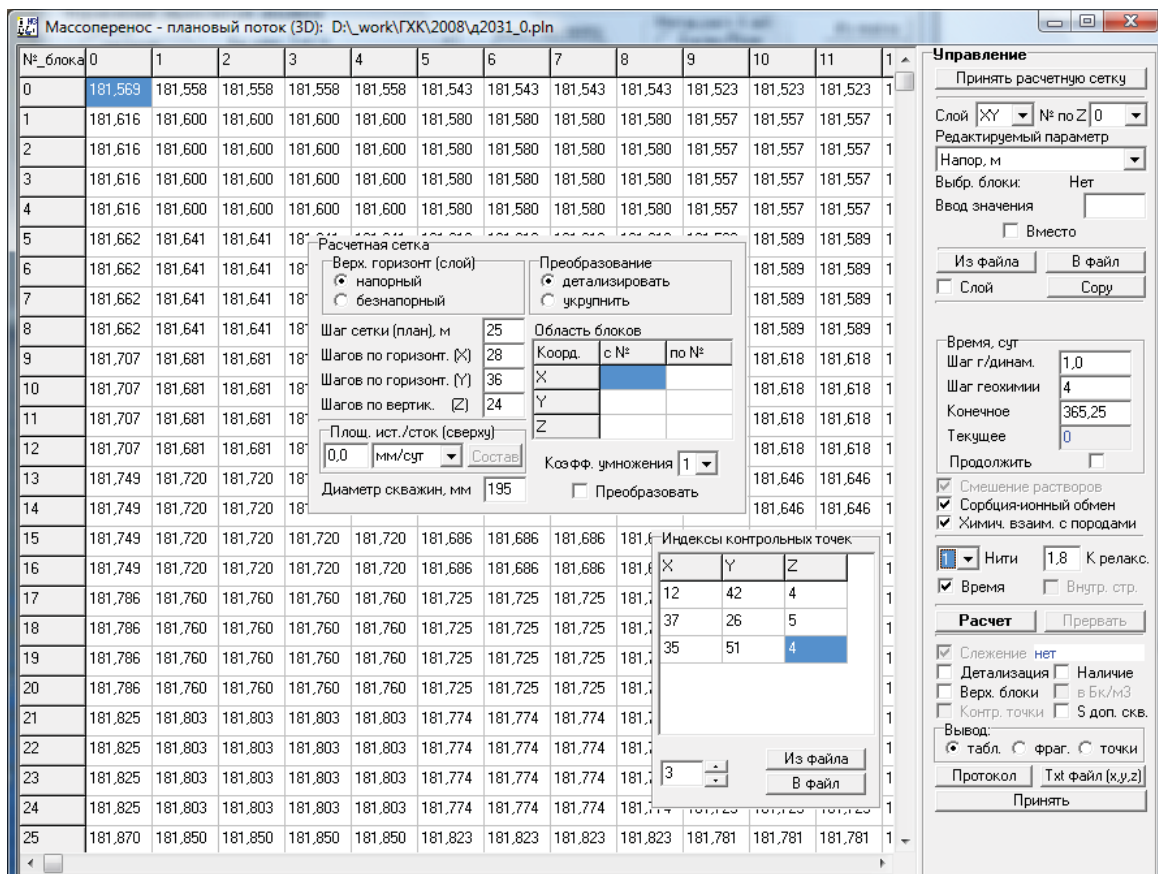 Массоперенос - плановый поток (3D): D:\_work\ГХК\2008\д2031_0.pln
№_блока 0 1 2 3 4 5 6 7 8 9 10 11
0 181,569 181,558 181,558 181,558 181,558 181,543 181,543 181,543 181,543 181,523 181,523 181,523
1 181,616 181,600 181,600 181,600 181,600 181,580 181,580 181,580 181,580 181,557 181,557 181,557
2 181,616 181,600 181,600 181,600 181,600 181,580 181,580 181,580 181,580 181,557 181,557 181,557
3 181,616 181,600 181,600 181,600 181,600 181,580 181,580 181,580 181,580 181,557 181,557 181,557
4 181,616 181,600 181,600 181,600 181,600 181,580 181,580 181,580 181,580 181,557 181,557 181,557
5 181,662 181,641 181,641 181,589 181,589
6 181,662 181,641 181,641 181,589 181,589
7 181,662 181,641 181,641 181,589 181,589
8 181,662 181,641 181,641 181,589 181,589
9 181,707 181,681 181,681 181,618 181,618
10 181,707 181,681 181,681 181,618 181,618
11 181,707 181,681 181,681 181,618 181,618
12 181,707 181,681 181,681 181,618 181,618
13 181,749 181,720 181,720 181,646 181,646
14 181,749 181,720 181,720 181,646 181,646
15 181,749 181,720 181,720 181,720 181,720 181,686 181,686 181,686
16 181,749 181,720 181,720 181,720 181,720 181,686 181,686 181,686
17 181,786 181,760 181,760 181,760 181,760 181,725 181,725 181,725
18 181,786 181,760 181,760 181,760 181,760 181,725 181,725 181,725
19 181,786 181,760 181,760 181,760 181,760 181,725 181,725 181,725
20 181,786 181,760 181,760 181,760 181,760 181,725 181,725 181,725
21 181,825 181,803 181,803 181,803 181,803 181,774 181,774 181,774
22 181,825 181,803 181,803 181,803 181,803 181,774 181,774 181,774
23 181,825 181,803 181,803 181,803 181,803 181,774 181,774 181,774
24 181,825 181,803 181,803 181,803 181,803 181,774 181,774 181,774
25 181,870 181,850 181,850 181,850 181,850 181,823 181,823 181,823 181,823 181,781 181,781 181,781
Расчетная сетка
Верх. горизонт (слой)
напорный
безнапорный
Преобразование
детализировать
укрупнить
Шаг сетки (план), м 25
Шагов по горизонт. (X) 28
Шагов по горизонт. (Y) 36
Шагов по вертик. (Z) 24
Площ. ист./сток (сверху)
0,0 мм/сут Состав
Диаметр скважин, мм 195
Область блоков
Коорд. с № по №
X
Y
Z
Коэфф. умножения 1
Преобразовать
Индексы контрольных точек
X Y Z
12 42 4
37 26 5
35 51 4
3
Из файла
В файл
Управление
Принять расчетную сетку
Слой XY № по Z 0
Редактируемый параметр
Напор, м
Выбр. блоки: Нет
Ввод значения
Вместо
Из файла В файл
Слой Copy
Время, сут
Шаг г/динам. 1,0
Шаг геохимии 4
Конечное 365,25
Текущее 0
Продолжить
Смешение растворов
Сорбция-ионный обмен
Химич. взаим. с породами
1 Нити 1,8 К релакс.
Время Внутр. стр.
Расчет Прервать
Слежение нет
Детализация Наличие
Верх. блоки в Бк/м3
Контр. точки S доп. скв.
Вывод:
табл. фраг. точки
Протокол Txt файл (x,y,z)
Принять